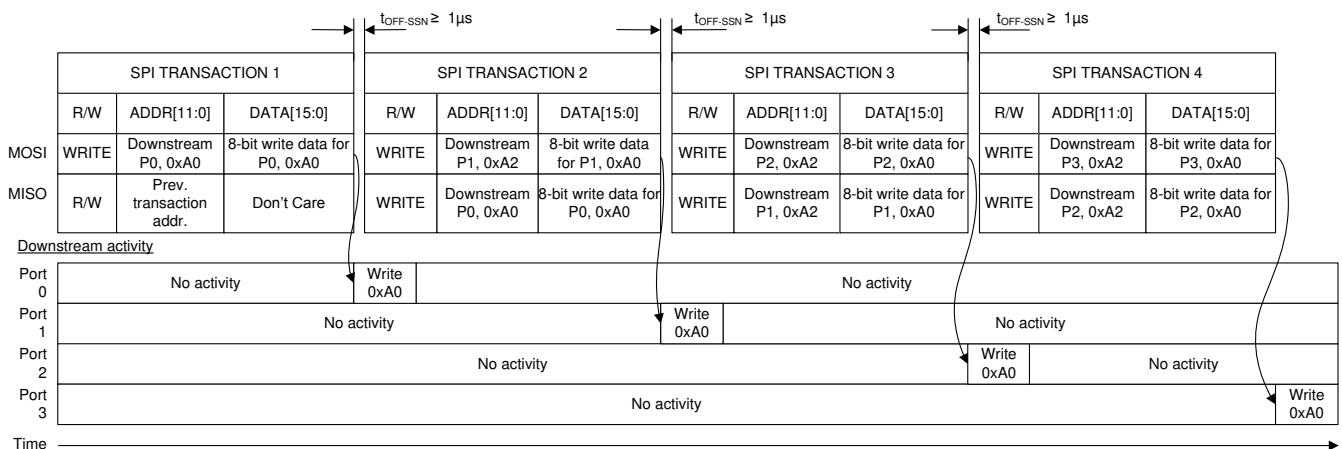 tOFF-SSN ≥ 1µs tOFF-SSN ≥ 1µs tOFF-SSN ≥ 1µs
SPI TRANSACTION 1 SPI TRANSACTION 2 SPI TRANSACTION 3 SPI TRANSACTION 4
R/W ADDR[11:0] DATA[15:0] R/W ADDR[11:0] DATA[15:0] R/W ADDR[11:0] DATA[15:0] R/W ADDR[11:0] DATA[15:0]
MOSI WRITE Downstream P0, 0xA0 8-bit write data for P0, 0xA0 WRITE Downstream P1, 0xA2 8-bit write data for P1, 0xA0 WRITE Downstream P2, 0xA2 8-bit write data for P2, 0xA0 WRITE Downstream P3, 0xA2 8-bit write data for P3, 0xA0
MISO R/W Prev. transaction addr. Don't Care WRITE Downstream P0, 0xA0 8-bit write data for P0, 0xA0 WRITE Downstream P1, 0xA2 8-bit write data for P1, 0xA0 WRITE Downstream P2, 0xA2 8-bit write data for P2, 0xA0
Downstream activity
Port 0 No activity Write 0xA0 No activity
Port 1 No activity Write 0xA0 No activity
Port 2 No activity Write 0xA0 No activity
Port 3 No activity Write 0xA0
Time